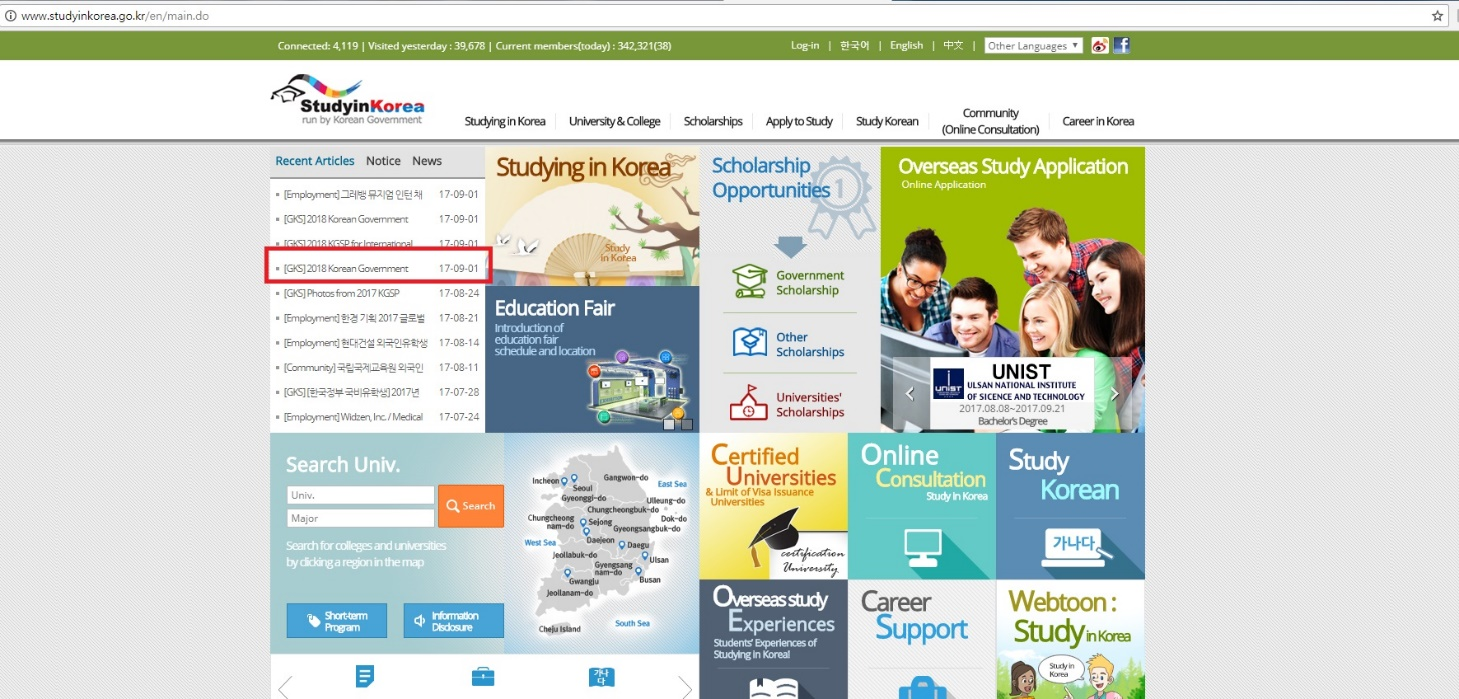 www.studyinkorea.go.kr/en/main.do
Connected: 4,119 | Visited yesterday : 39,678 | Current members(today) : 342,321(38)
Log-in | 한국어 | English | 中文 | Other Languages
StudyinKorea
run by Korean Government
Studying in Korea
University & College
Scholarships
Apply to Study
Study Korean
Community
(Online Consultation)
Career in Korea
Recent Articles Notice News
[Employment] 그래뱅 뮤지엄 인턴 채 17-09-01
[GKS] 2018 Korean Government 17-09-01
[GKS] 2018 KGSP for International 17-09-01
[GKS] 2018 Korean Government 17-09-01
[GKS] Photos from 2017 KGSP 17-08-24
[Employment] 한경 기획 2017 글로벌 17-08-21
[Employment] 현대건설 외국인유학생 17-08-14
[Community] 국립국제교육원 외국인 17-08-11
[GKS] [한국정부 국비유학생] 2017년 17-07-28
[Employment] Widzen, Inc. / Medical 17-07-24
Studying in Korea
Study
in Korea
Education Fair
Introduction of
education fair
schedule and location
Scholarship
Opportunities
1
Government
Scholarship
Other
Scholarships
Universities'
Scholarships
Overseas Study Application
Online Application
UNIST
UNIST
ULSAN NATIONAL INSTITUTE
OF SICENCE AND TECHNOLOGY
2017.08.08~2017.09.21
Bachelor's Degree
Search Univ.
Univ.
Major
Search
Search for colleges and universities
by clicking a region in the map
Short-term
Program
Information
Disclosure
Incheon
Seoul
Gyeonggi-do
Gangwon-do
East Sea
Ulleung-do
Chungcheongbuk-do
Dok-do
Chungcheong
nam-do
Sejong
Gyeongsangbuk-do
West Sea
Daejeon
Daegu
Jeollabuk-do
Ulsan
Gyengsang
nam-do
Gwangju
Busan
Jeollanam-do
Cheju Island
South Sea
Certified
Universities
& Limit of Visa Issuance
Universities
certification
University
Online
Consultation
Study in Korea
Study
Korean
가나다
Overseas study
Experiences
Students' Experiences of
Studying in Korea!
Career
Support
Webtoon :
Study in Korea
Study in
Korea
가나
다